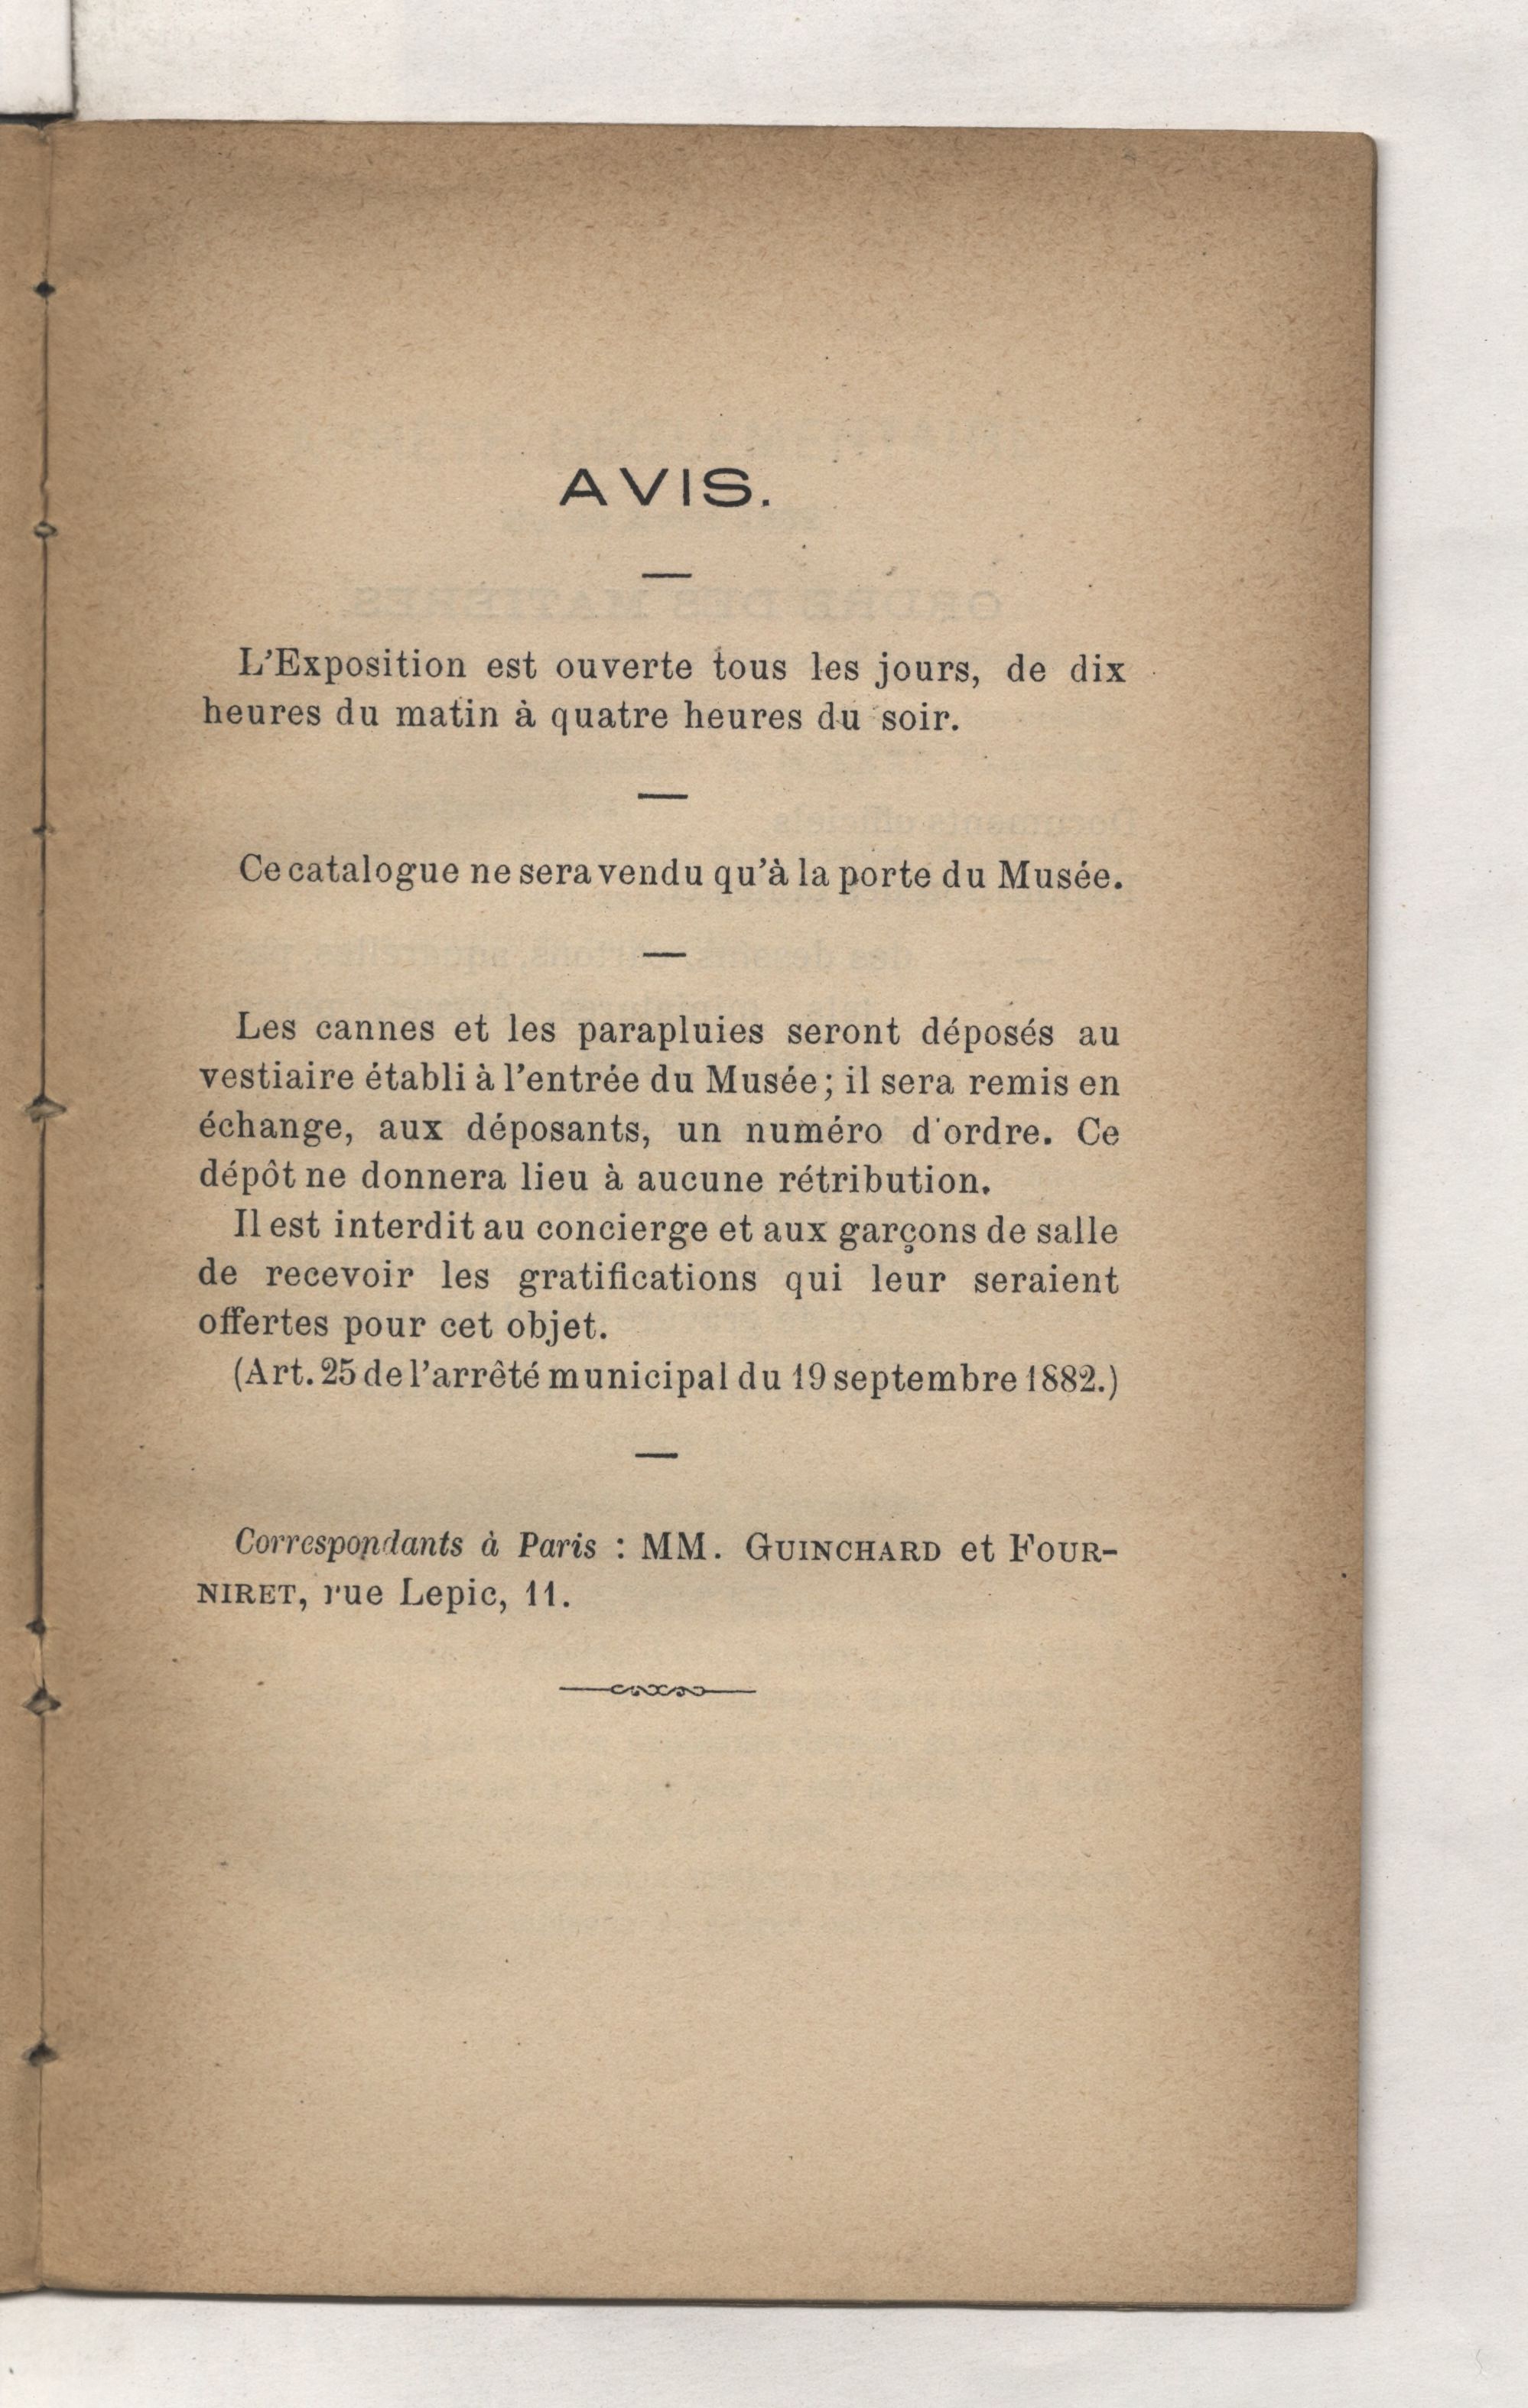 AVIS.
L'Exposition est ouverte tous les jours, de dix
heures du matin à quatre heures du soir.
Ce catalogue ne sera vendu qu'à la porte du Musée.
Les cannes et les parapluies seront déposés au
vestiaire établi à l'entrée du Musée; il sera remis en
échange, aux déposants, un numéro d'ordre. Ce
dépôt ne donnera lieu à aucune rétribution.
Il est interdit au concierge et aux garçons de salle
de recevoir les gratifications qui leur seraient
offertes pour cet objet.
(Art. 25 de l'arrêté municipal du 19 septembre 1882.)
Correspondants à Paris : MM. GUINCHARD et FOUR-
NIRET, rue Lepic, 11.